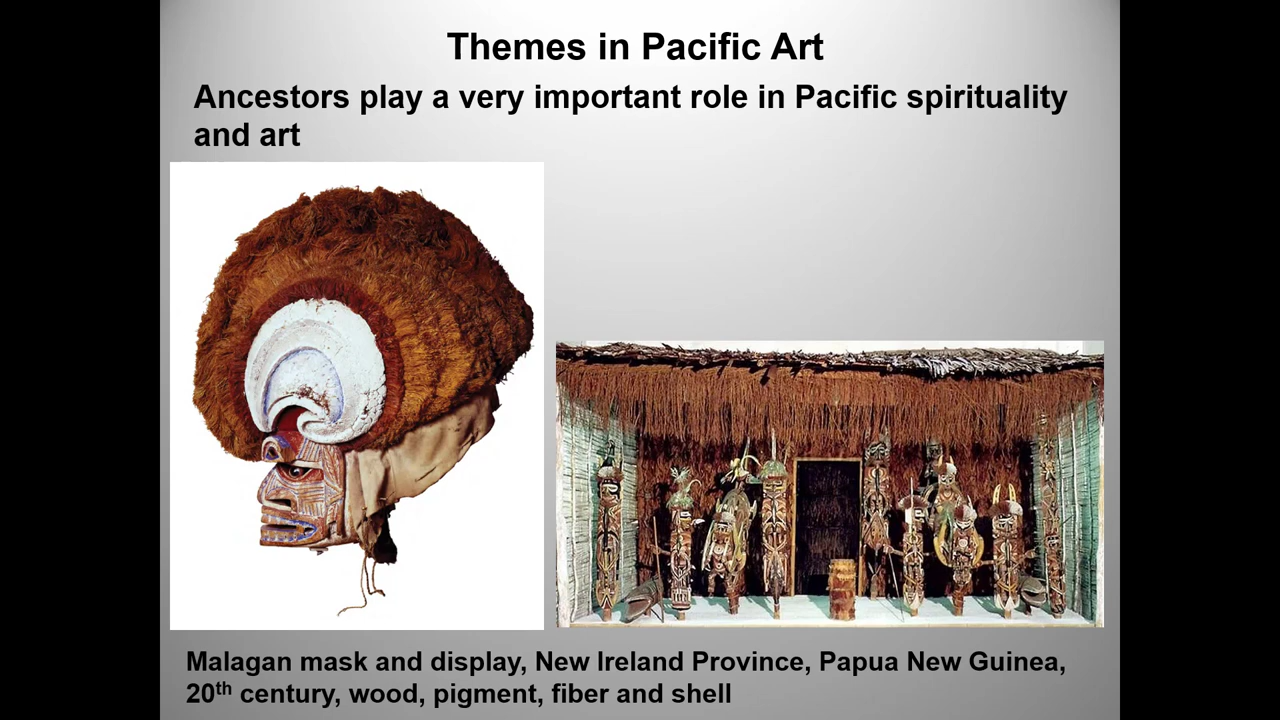 Themes in Pacific Art
Ancestors play a very important role in Pacific spirituality
and art
Malagan mask and display, New Ireland Province, Papua New Guinea,
20th century, wood, pigment, fiber and shell